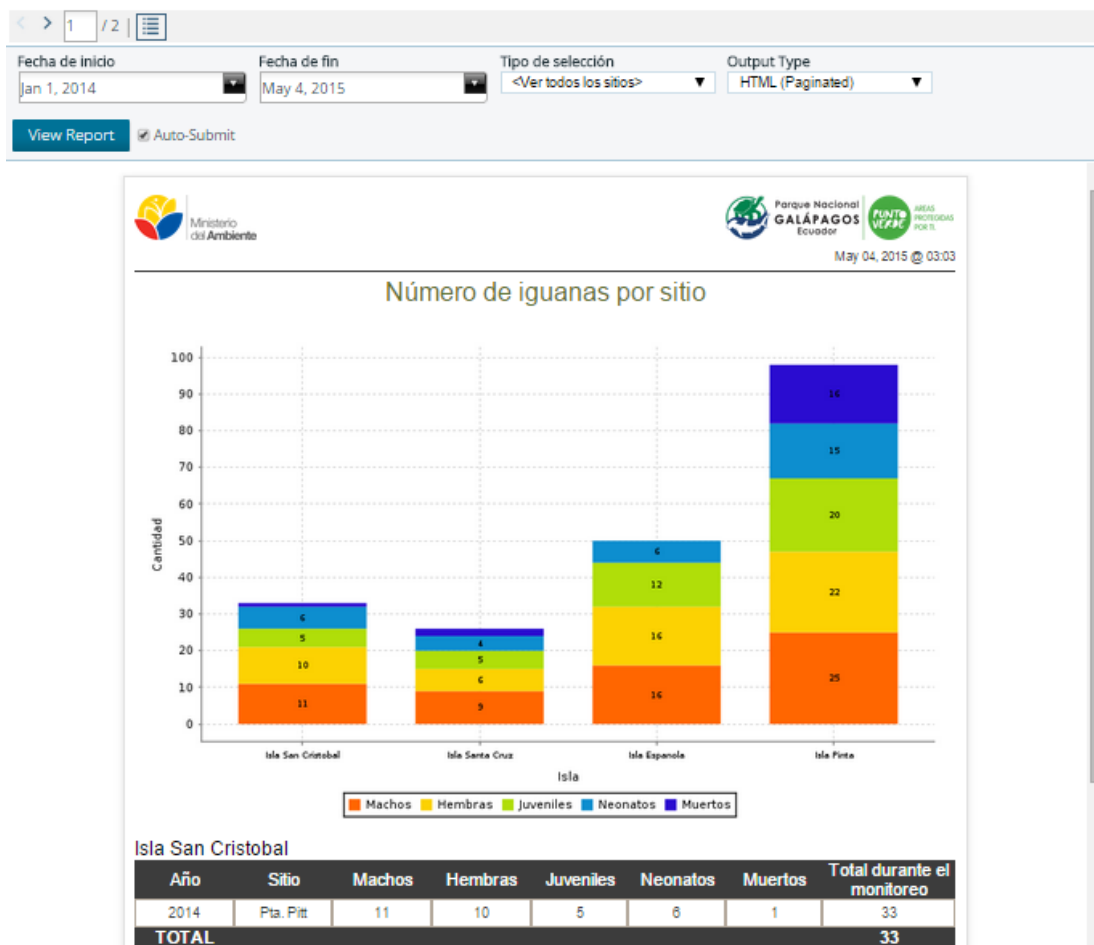 1 / 2
Fecha de inicio Fecha de fin Tipo de selección Output Type
Jan 1, 2014 May 4, 2015 <Ver todos los sitios> HTML (Paginated)
View Report Auto-Submit
Ministerio
del Ambiente
Parque Nacional
GALÁPAGOS
Ecuador
PUNTO
VERDE
AREAS
PROTEGIDAS
POR TI.
May 04, 2015 @ 03:03
Número de iguanas por sitio
Cantidad
100
90
80
70
60
50
40
30
20
10
0
6
5
10
11
4
5
6
9
6
12
16
16
16
15
20
22
25
Isla San Cristobal Isla Santa Cruz Isla Espanola Isla Pinta
Isla
Machos Hembras Juveniles Neonatos Muertos
Isla San Cristobal
Año Sitio Machos Hembras Juveniles Neonatos Muertos Total durante el
monitoreo
2014 Pta. Pitt 11 10 5 6 1 33
TOTAL 33